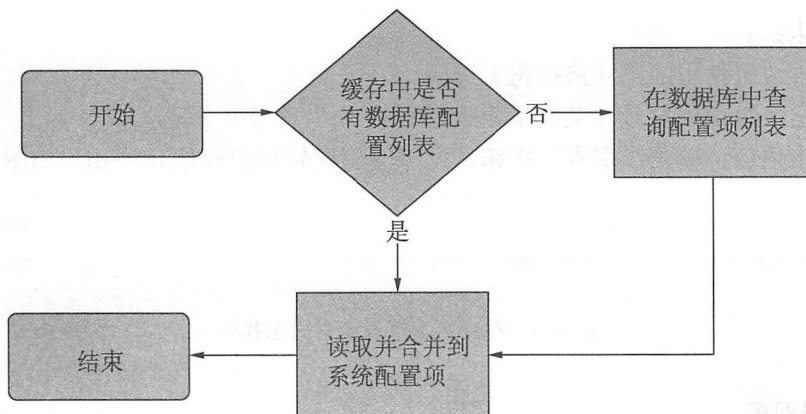 开始
缓存中是否
有数据库配
置列表
否
在数据库中查
询配置项列表
是
读取并合并到
系统配置项
结束